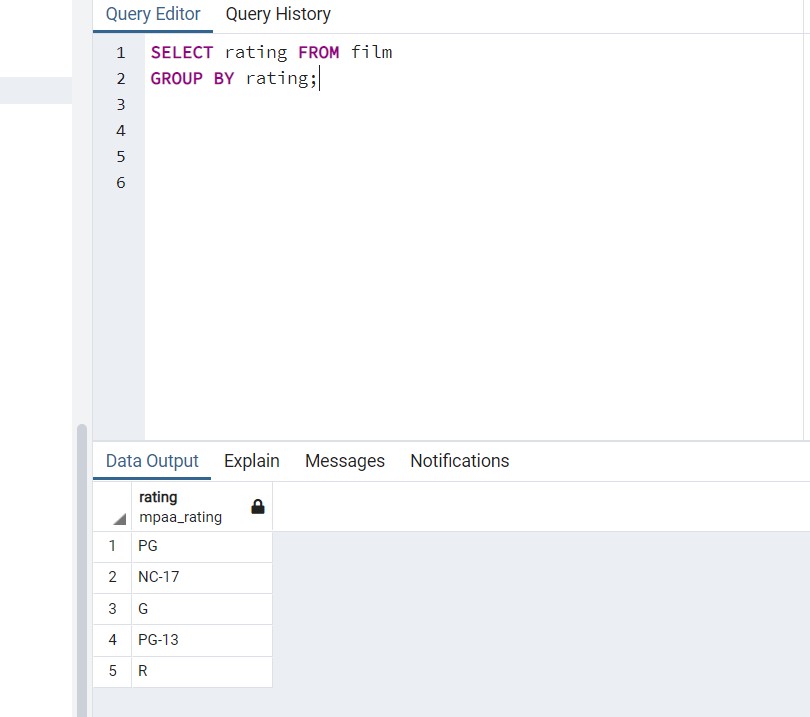 Query Editor Query History
1 SELECT rating FROM film
2 GROUP BY rating;
3
4
5
6
Data Output Explain Messages Notifications
rating
mpaa_rating
1 PG
2 NC-17
3 G
4 PG-13
5 R